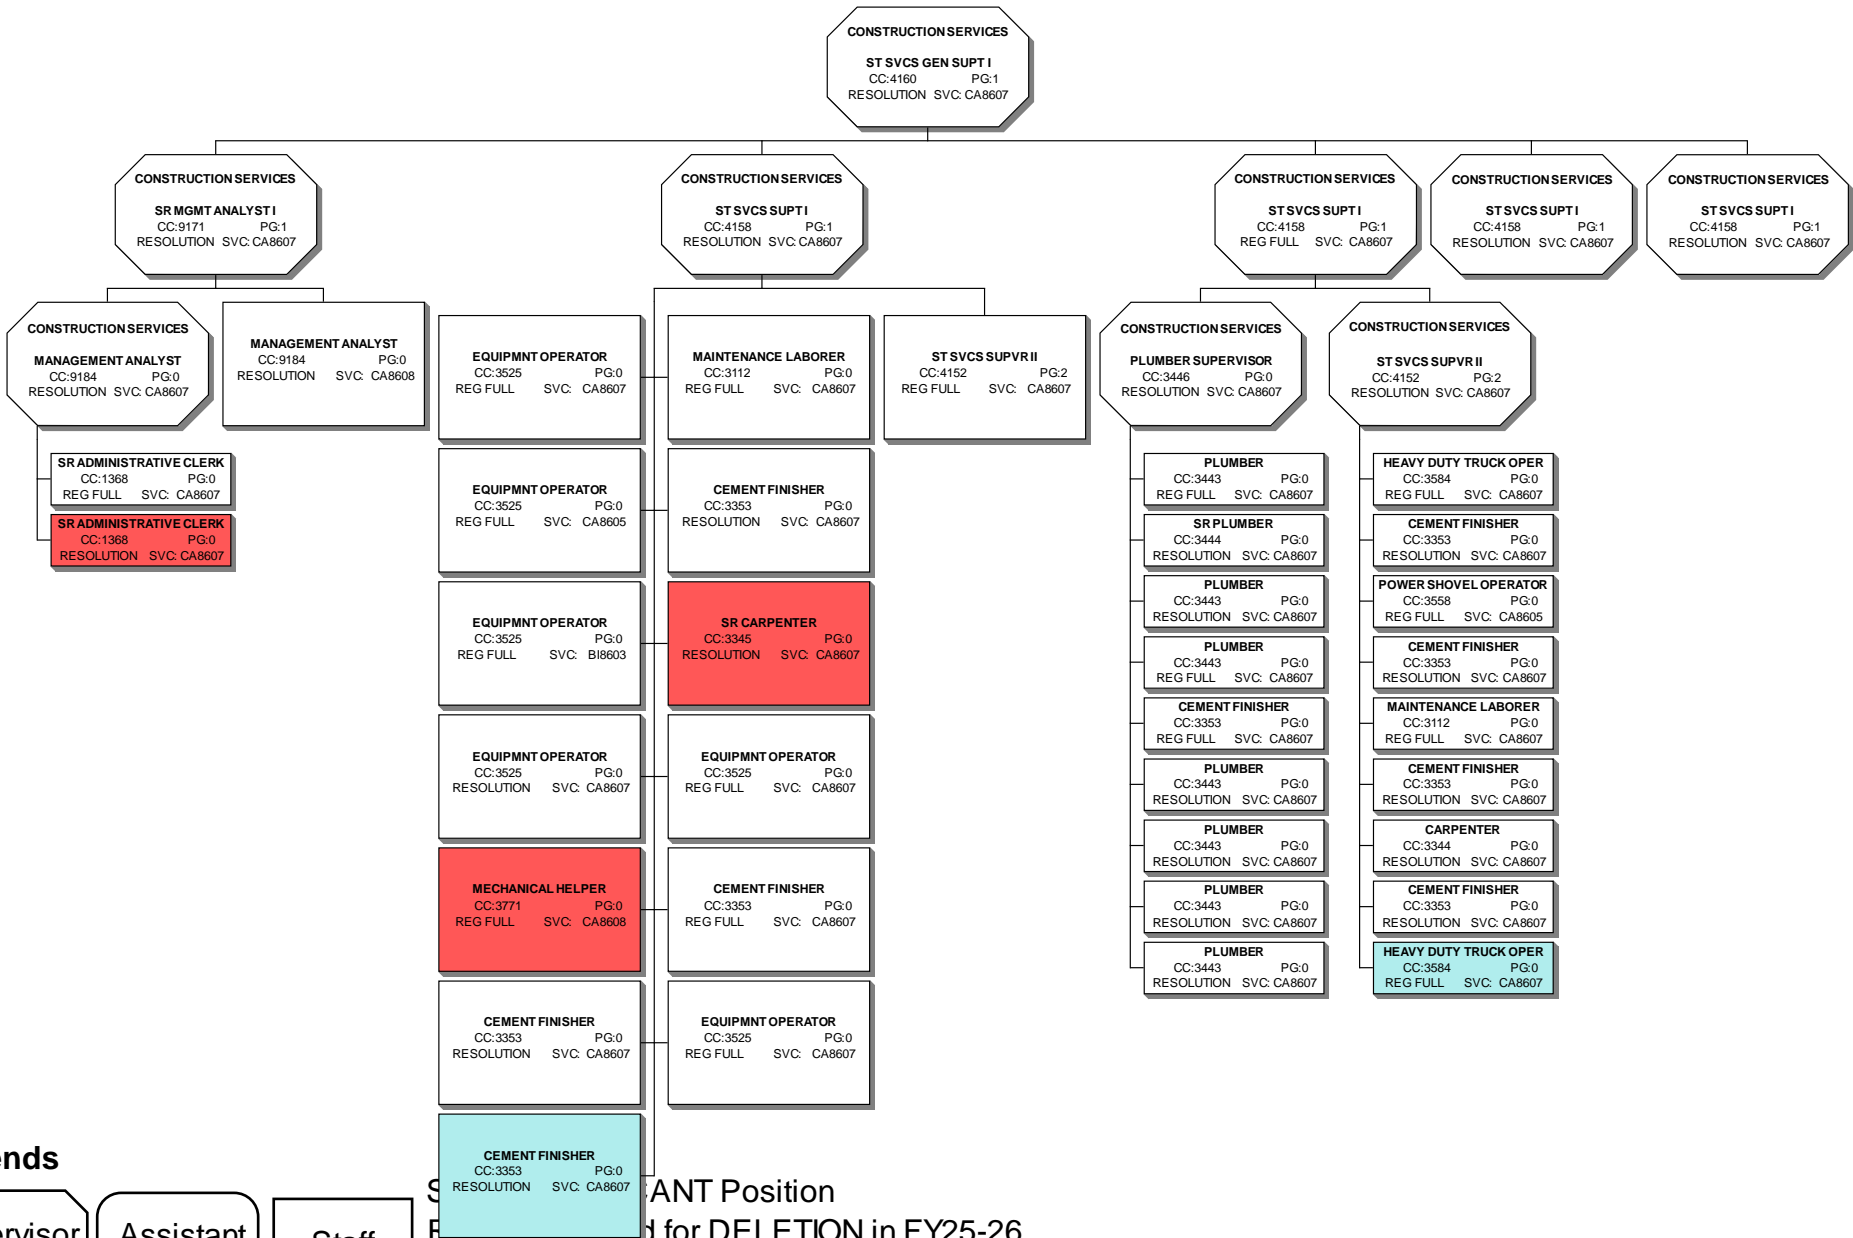 CONSTRUCTION SERVICES
ST SVCS GEN SUPT I
CC:4160 PG:1
RESOLUTION SVC: CA8607
CONSTRUCTION SERVICES
SR MGMT ANALYST I
CC:9171 PG:1
RESOLUTION SVC: CA8607
CONSTRUCTION SERVICES
ST SVCS SUPT I
CC:4158 PG:1
RESOLUTION SVC: CA8607
CONSTRUCTION SERVICES
ST SVCS SUPT I
CC:4158 PG:1
REG FULL SVC: CA8607
CONSTRUCTION SERVICES
ST SVCS SUPT I
CC:4158 PG:1
RESOLUTION SVC: CA8607
CONSTRUCTION SERVICES
ST SVCS SUPT I
CC:4158 PG:1
RESOLUTION SVC: CA8607
CONSTRUCTION SERVICES
MANAGEMENT ANALYST
CC:9184 PG:0
RESOLUTION SVC: CA8607
MANAGEMENT ANALYST
CC:9184 PG:0
RESOLUTION SVC: CA8608
SR ADMINISTRATIVE CLERK
CC:1368 PG:0
REG FULL SVC: CA8607
SR ADMINISTRATIVE CLERK
CC:1368 PG:0
RESOLUTION SVC: CA8607
EQUIPMNT OPERATOR
CC:3525 PG:0
REG FULL SVC: CA8607
MAINTENANCE LABORER
CC:3112 PG:0
REG FULL SVC: CA8607
ST SVCS SUPVR II
CC:4152 PG:2
REG FULL SVC: CA8607
EQUIPMNT OPERATOR
CC:3525 PG:0
REG FULL SVC: CA8605
CEMENT FINISHER
CC:3353 PG:0
RESOLUTION SVC: CA8607
EQUIPMNT OPERATOR
CC:3525 PG:0
REG FULL SVC: BI8603
SR CARPENTER
CC:3345 PG:0
RESOLUTION SVC: CA8607
EQUIPMNT OPERATOR
CC:3525 PG:0
RESOLUTION SVC: CA8607
EQUIPMNT OPERATOR
CC:3525 PG:0
REG FULL SVC: CA8607
MECHANICAL HELPER
CC:3771 PG:0
REG FULL SVC: CA8608
CEMENT FINISHER
CC:3353 PG:0
REG FULL SVC: CA8607
CEMENT FINISHER
CC:3353 PG:0
RESOLUTION SVC: CA8607
EQUIPMNT OPERATOR
CC:3525 PG:0
REG FULL SVC: CA8607
CEMENT FINISHER
CC:3353 PG:0
RESOLUTION SVC: CA8607
CONSTRUCTION SERVICES
PLUMBER SUPERVISOR
CC:3446 PG:0
RESOLUTION SVC: CA8607
PLUMBER
CC:3443 PG:0
REG FULL SVC: CA8607
SR PLUMBER
CC:3444 PG:0
RESOLUTION SVC: CA8607
PLUMBER
CC:3443 PG:0
RESOLUTION SVC: CA8607
PLUMBER
CC:3443 PG:0
REG FULL SVC: CA8607
CEMENT FINISHER
CC:3353 PG:0
REG FULL SVC: CA8607
PLUMBER
CC:3443 PG:0
RESOLUTION SVC: CA8607
PLUMBER
CC:3443 PG:0
RESOLUTION SVC: CA8607
PLUMBER
CC:3443 PG:0
RESOLUTION SVC: CA8607
PLUMBER
CC:3443 PG:0
RESOLUTION SVC: CA8607
CONSTRUCTION SERVICES
ST SVCS SUPVR II
CC:4152 PG:2
RESOLUTION SVC: CA8607
HEAVY DUTY TRUCK OPER
CC:3584 PG:0
REG FULL SVC: CA8607
CEMENT FINISHER
CC:3353 PG:0
RESOLUTION SVC: CA8607
POWER SHOVEL OPERATOR
CC:3558 PG:0
REG FULL SVC: CA8605
CEMENT FINISHER
CC:3353 PG:0
RESOLUTION SVC: CA8607
MAINTENANCE LABORER
CC:3112 PG:0
REG FULL SVC: CA8607
CEMENT FINISHER
CC:3353 PG:0
RESOLUTION SVC: CA8607
CARPENTER
CC:3344 PG:0
RESOLUTION SVC: CA8607
CEMENT FINISHER
CC:3353 PG:0
RESOLUTION SVC: CA8607
HEAVY DUTY TRUCK OPER
CC:3584 PG:0
REG FULL SVC: CA8607
ends
ervisor Assistant Staff
CANT Position
d for DELETION in FY25-26